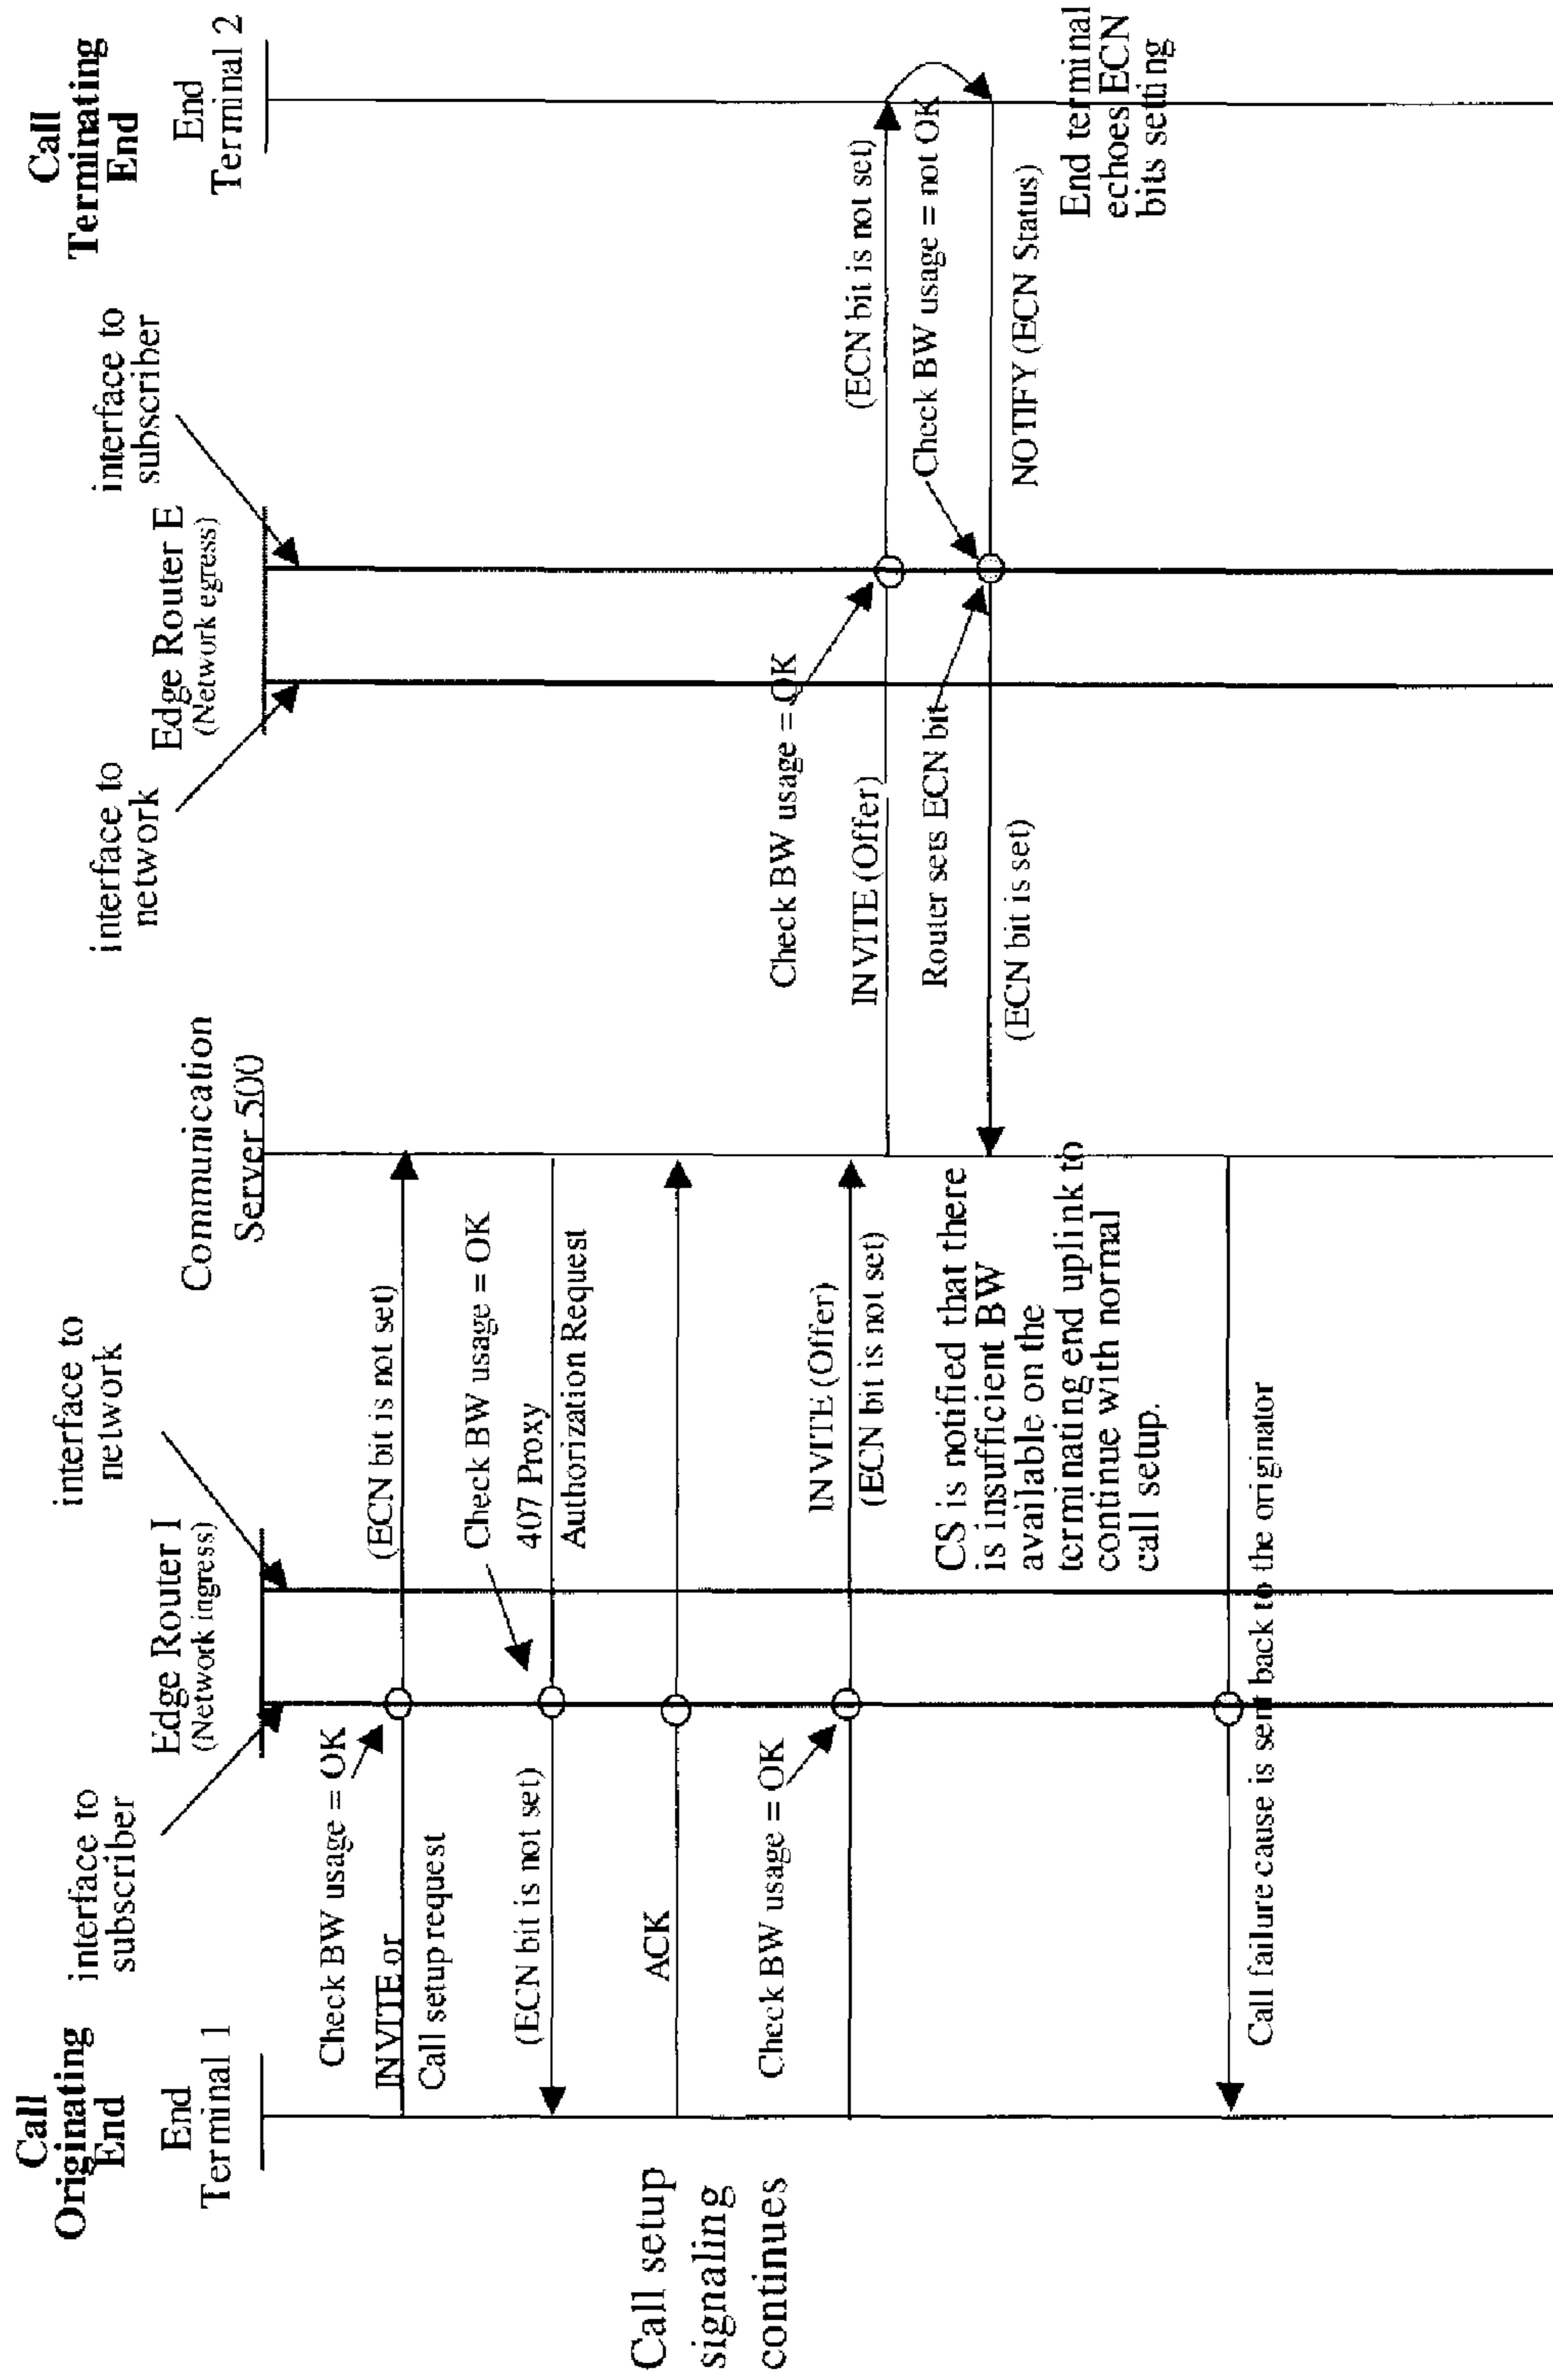 Call
Originating
End
End
Terminal 1
interface to
subscriber
Edge Router I
(Network ingress)
interface to
network
Communication
Server 500
interface to
network
Edge Router E
(Network egress)
interface to
subscriber
Call
Terminating
End
End
Terminal 2
Check BW usage = OK
INVITE or
Call setup request
(ECN bit is not set)
Check BW usage = OK
407 Proxy
Authorization Request
(ECN bit is not set)
Call setup
signaling
continues
ACK
Check BW usage = OK
INVITE (Offer)
(ECN bit is not set)
Check BW usage = OK
INVITE (Offer)
(ECN bit is not set)
Check BW usage = not OK
Router sets ECN bit
NOTIFY (ECN Status)
(ECN bit is set)
End terminal
echoes ECN
bits setting
CS is notified that there
is insufficient BW
available on the
terminating end uplink to
continue with normal
call setup.
Call failure cause is sent back to the originator